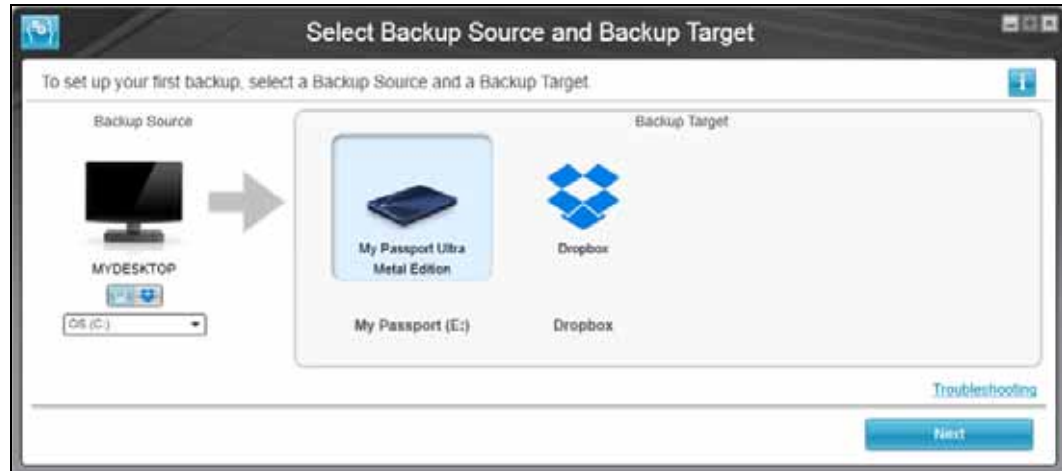 Select Backup Source and Backup Target
To set up your first backup, select a Backup Source and a Backup Target
Backup Source
Backup Target
MYDESKTOP
OS (C:)
My Passport Ultra
Metal Edition
Dropbox
My Passport (E:)
Dropbox
Troubleshooting
Next